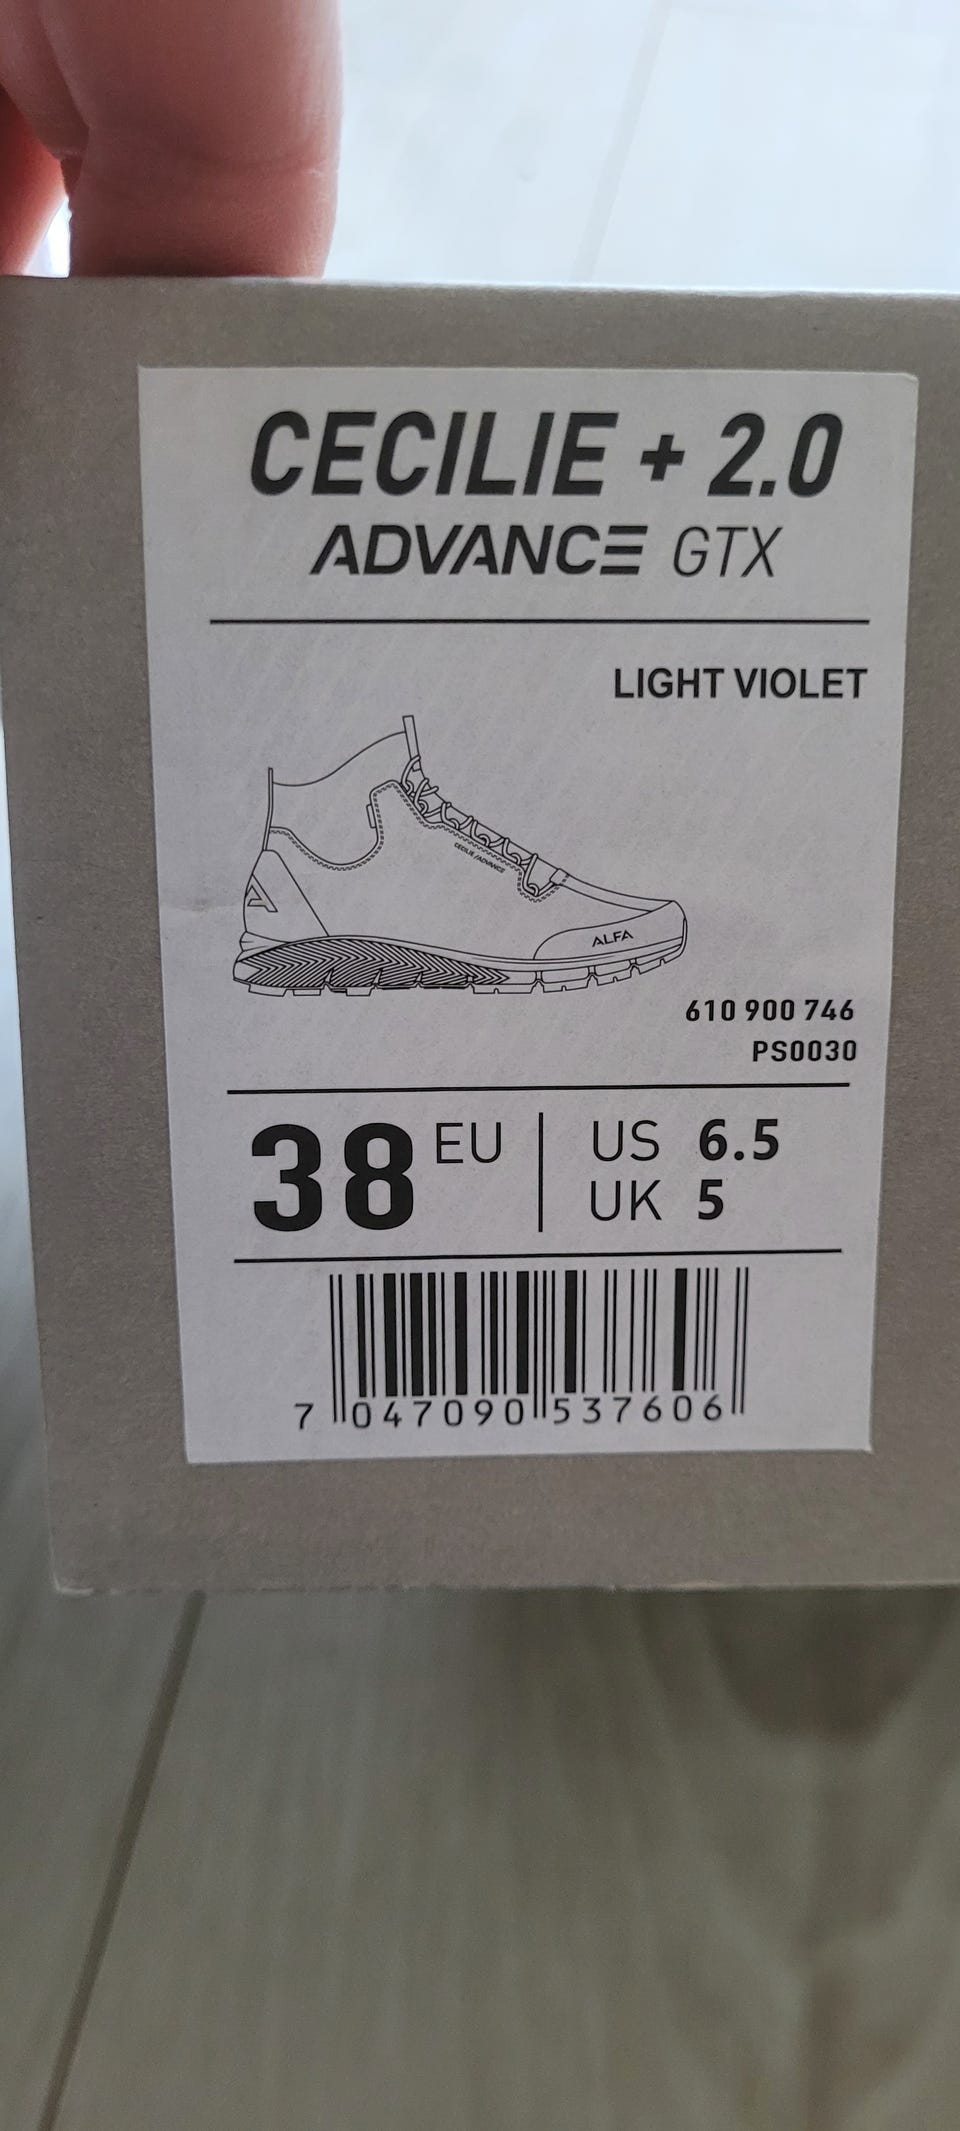 CECILIE + 2.0
ADVANCE GTX
LIGHT VIOLET
CECILIE /ADVANCE
ALFA
610 900 746
PS0030
38 EU
US 6.5
UK 5
7 047090 537606